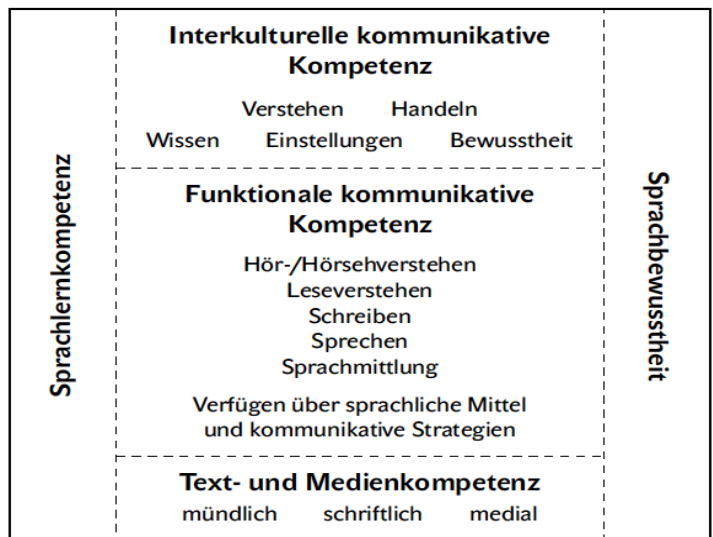 Sprachlernkompetenz
Interkulturelle kommunikative
Kompetenz
Verstehen Handeln
Wissen Einstellungen Bewusstheit
Funktionale kommunikative
Kompetenz
Hör-/Hörsehverstehen
Leseverstehen
Schreiben
Sprechen
Sprachmittlung
Verfügen über sprachliche Mittel
und kommunikative Strategien
Text- und Medienkompetenz
mündlich schriftlich medial
Sprachbewusstheit